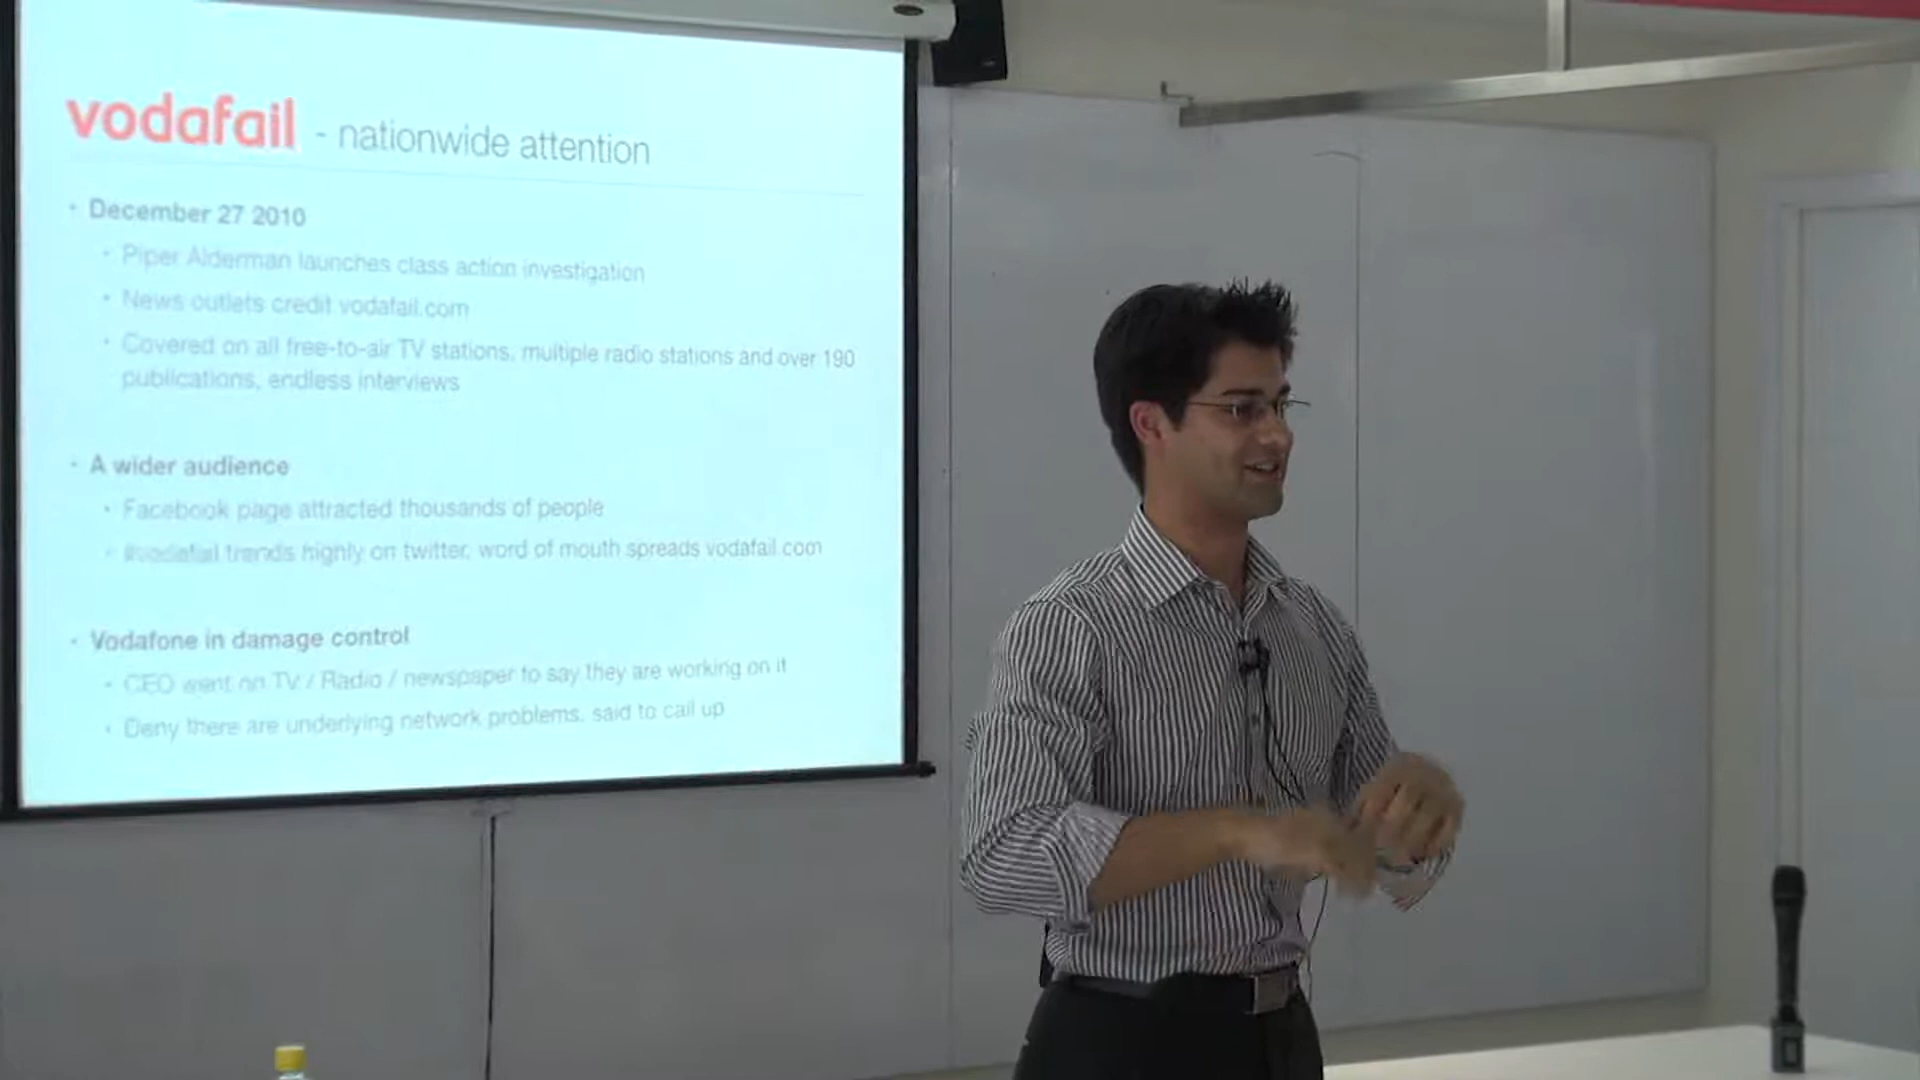 vodafail - nationwide attention
• December 27 2010
• Piper Alderman launches class action investigation
• News outlets credit vodafail.com
• Covered on all free-to-air TV stations, multiple radio stations and over 190
publications, endless interviews
• A wider audience
• Facebook page attracted thousands of people
• #vodafail trends highly on twitter, word of mouth spreads vodafail.com
• Vodafone in damage control
• CEO went on TV / Radio / newspaper to say they are working on it
• Deny there are underlying network problems, said to call up